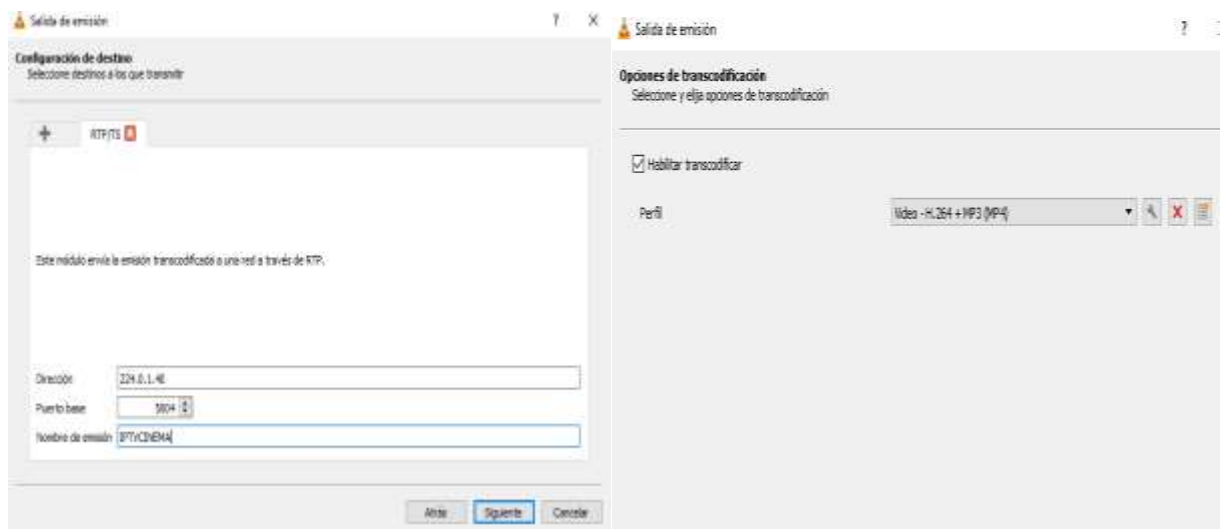 Salida de emisión
?
X
Configuración de destino
Seleccione destinos a los que transmitir
RTP/TS
Este módulo envía la emisión transcodificada a una red a través de RTP.
Dirección
224.0.1.40
Puerto base
5004
Nombre de emisión
IPTVCINEMA
Atrás
Siguiente
Cancelar
Salida de emisión
?
Opciones de transcodificación
Seleccione y elija opciones de transcodificación
Habilitar transcodificar
Perfil
Video - H.264 + MP3 (MP4)